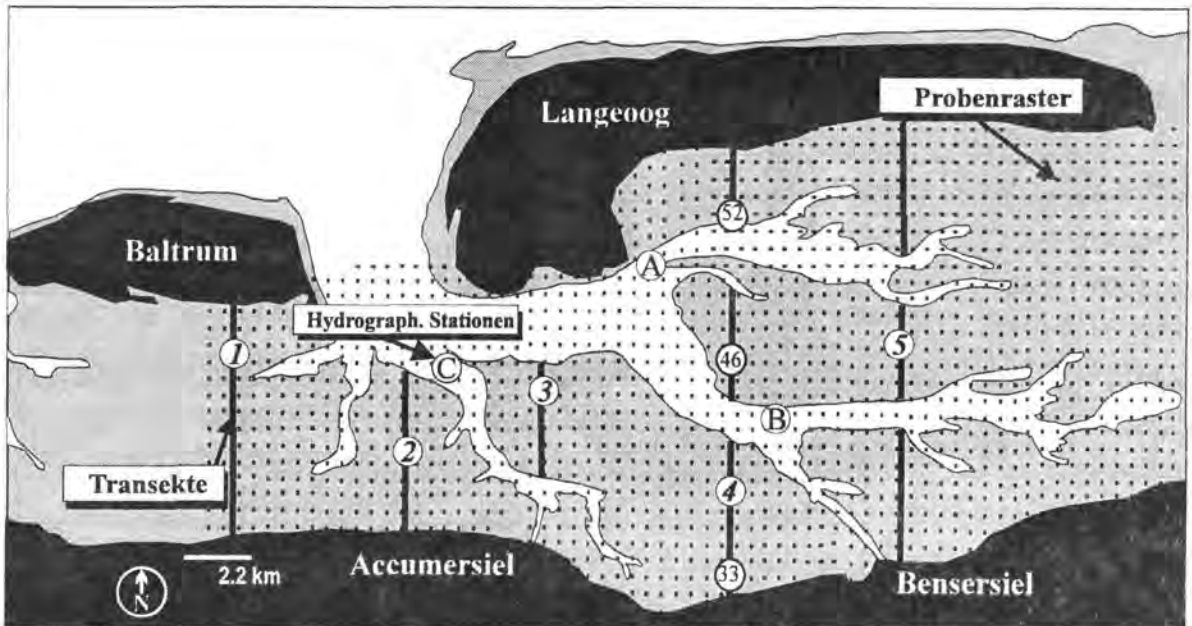 Langeoog
Probenraster
52
Baltrum
A
Hydrograph. Stationen
1
C
46
5
3
B
2
Transekte
4
Accumersiel
2.2 km
33
Bensersiel
N